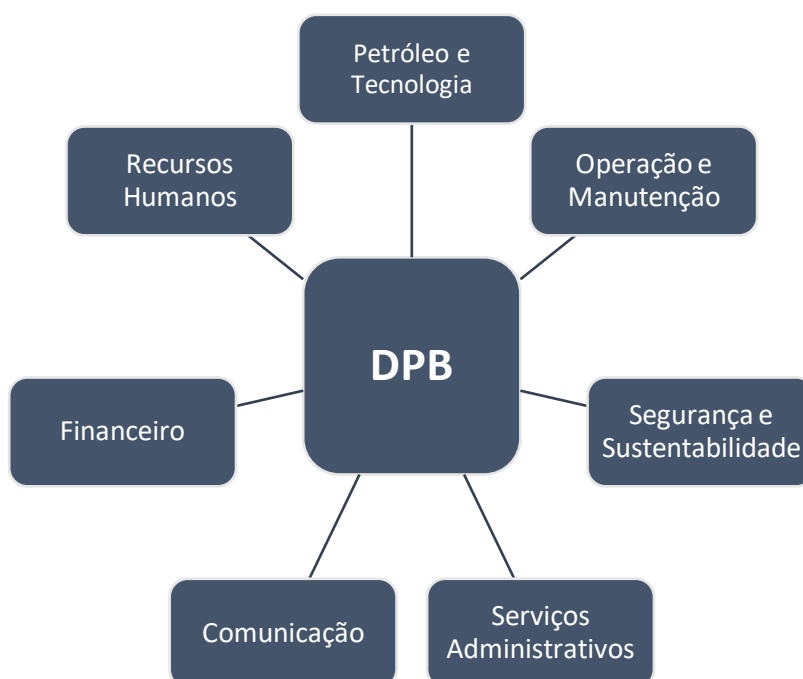 Petróleo e
Tecnologia
Recursos
Humanos
Operação e
Manutenção
DPB
Financeiro
Segurança e
Sustentabilidade
Comunicação
Serviços
Administrativos